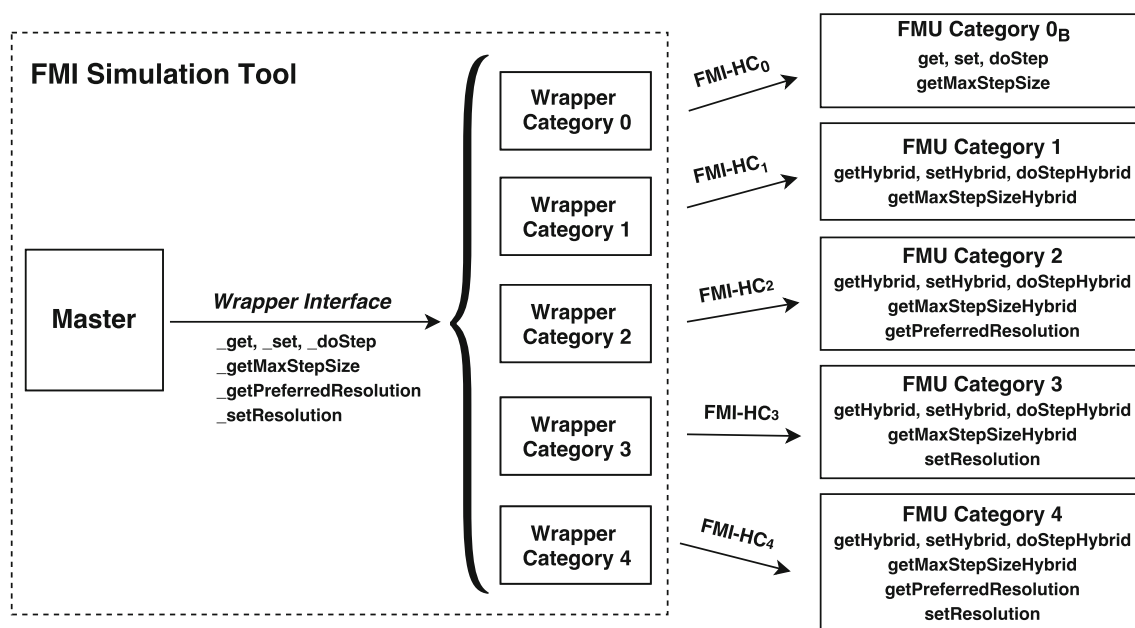 FMI Simulation Tool
Master
Wrapper Interface
_get, _set, _doStep
_getMaxStepSize
_getPreferredResolution
_setResolution
Wrapper
Category 0
Wrapper
Category 1
Wrapper
Category 2
Wrapper
Category 3
Wrapper
Category 4
FMI-HC0
FMI-HC1
FMI-HC2
FMI-HC3
FMI-HC4
FMU Category 0B
get, set, doStep
getMaxStepSize
FMU Category 1
getHybrid, setHybrid, doStepHybrid
getMaxStepSizeHybrid
FMU Category 2
getHybrid, setHybrid, doStepHybrid
getMaxStepSizeHybrid
getPreferredResolution
FMU Category 3
getHybrid, setHybrid, doStepHybrid
getMaxStepSizeHybrid
setResolution
FMU Category 4
getHybrid, setHybrid, doStepHybrid
getMaxStepSizeHybrid
getPreferredResolution
setResolution